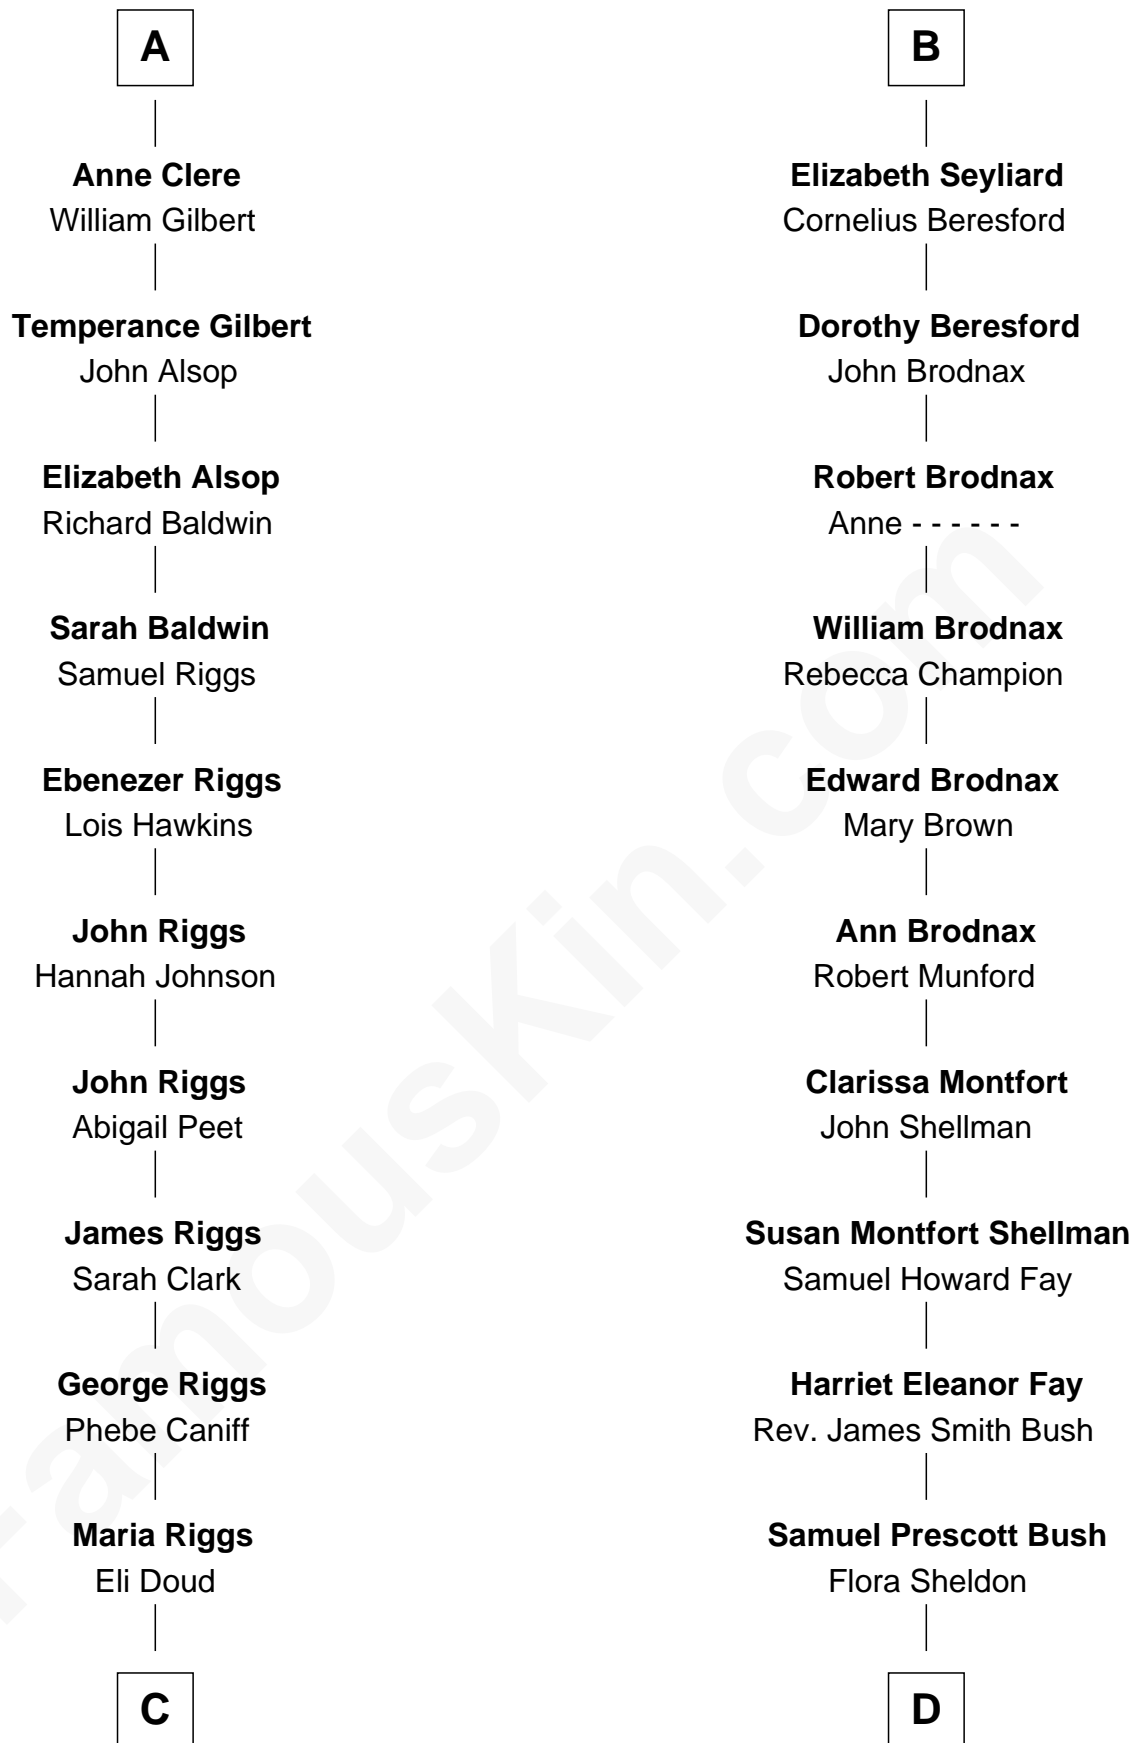 A
Anne Clere
William Gilbert
Temperance Gilbert
John Alsop
Elizabeth Alsop
Richard Baldwin
Sarah Baldwin
Samuel Riggs
Ebenezer Riggs
Lois Hawkins
John Riggs
Hannah Johnson
John Riggs
Abigail Peet
James Riggs
Sarah Clark
George Riggs
Phebe Caniff
Maria Riggs
Eli Doud
C
B
Elizabeth Seyliard
Cornelius Beresford
Dorothy Beresford
John Brodnax
Robert Brodnax
Anne - - - - - -
William Brodnax
Rebecca Champion
Edward Brodnax
Mary Brown
Ann Brodnax
Robert Munford
Clarissa Montfort
John Shellman
Susan Montfort Shellman
Samuel Howard Fay
Harriet Eleanor Fay
Rev. James Smith Bush
Samuel Prescott Bush
Flora Sheldon
D
FamousKin.com